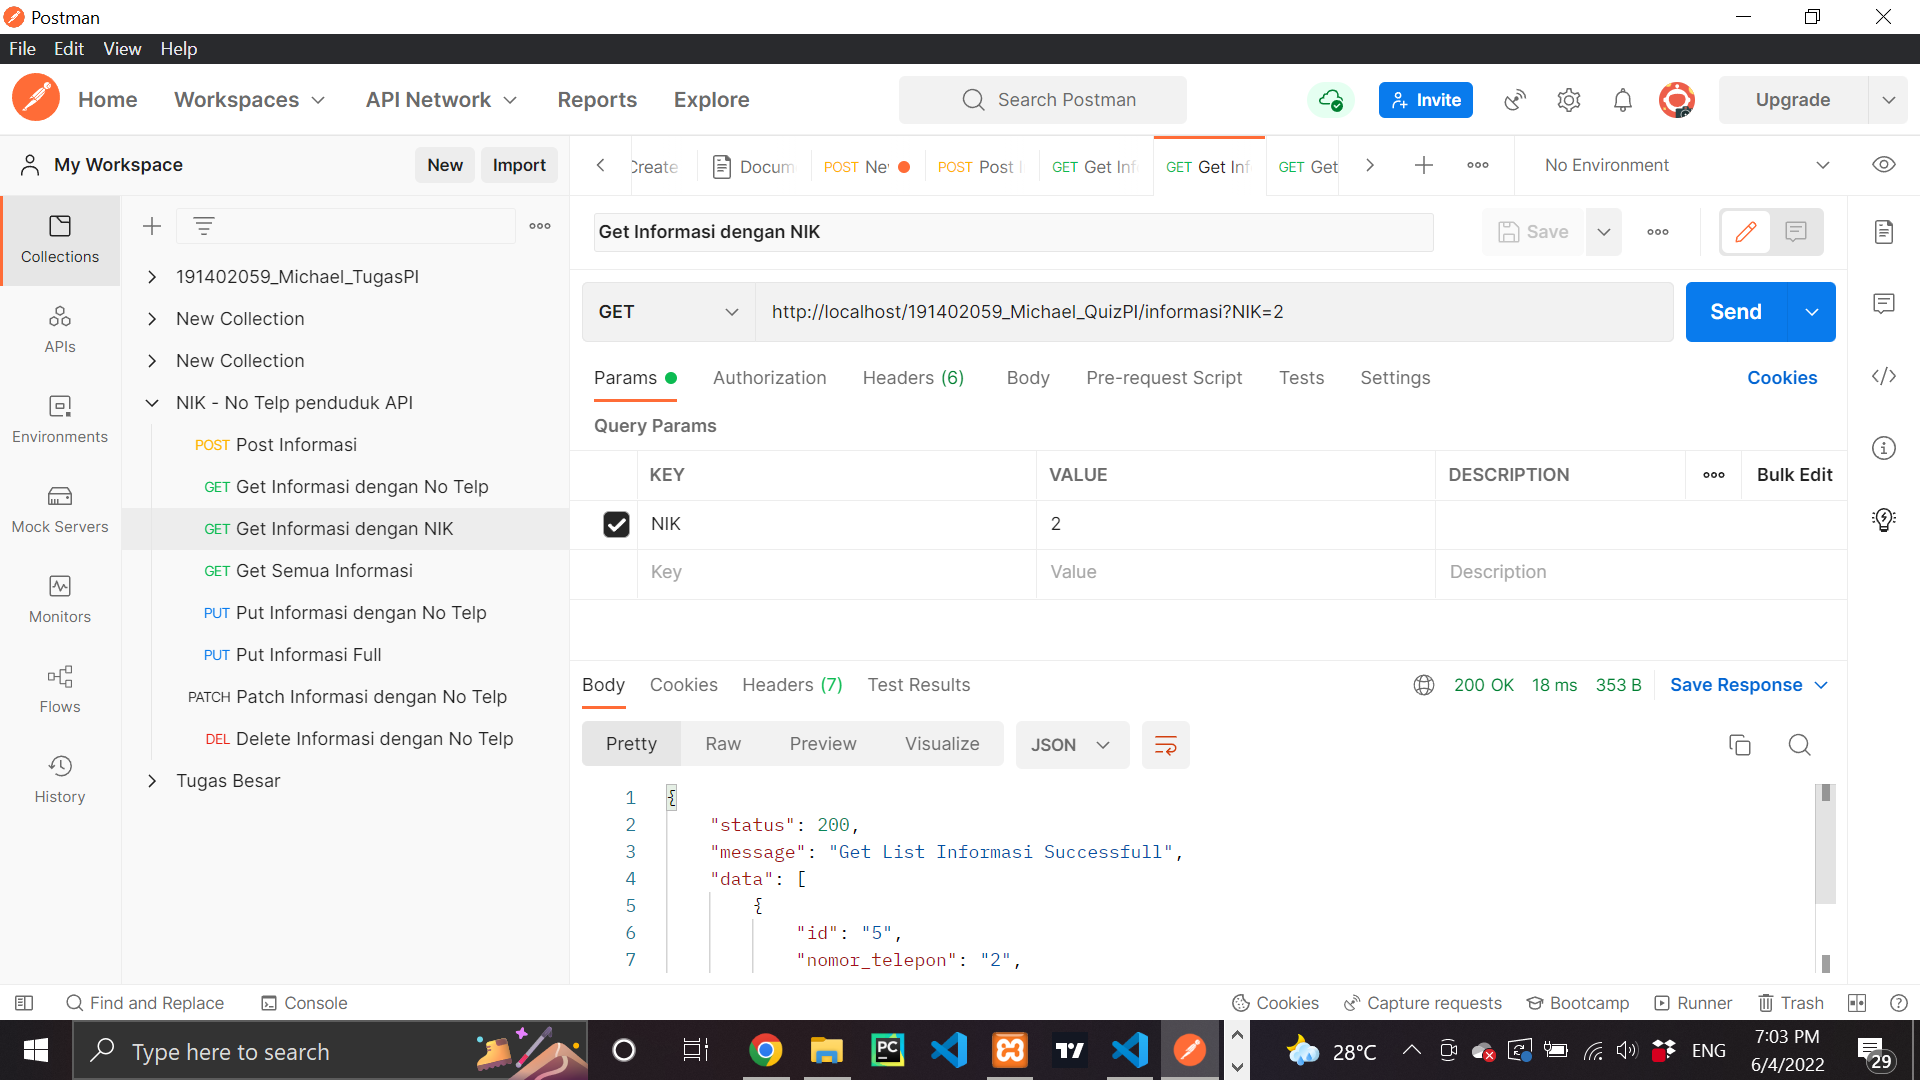 Postman
File Edit View Help
Home Workspaces API Network Reports Explore Search Postman Invite Upgrade
My Workspace New Import Create Docum POST Ne POST Post GET Get Inf GET Get Inf GET Get No Environment
Get Informasi dengan NIK Save
Collections
APIs
Environments
Mock Servers
Monitors
Flows
History
191402059_Michael_TugasPI
New Collection
New Collection
NIK - No Telp penduduk API
POST Post Informasi
GET Get Informasi dengan No Telp
GET Get Informasi dengan NIK
GET Get Semua Informasi
PUT Put Informasi dengan No Telp
PUT Put Informasi Full
PATCH Patch Informasi dengan No Telp
DEL Delete Informasi dengan No Telp
Tugas Besar
GET http://localhost/191402059_Michael_QuizPI/informasi?NIK=2 Send
Params Authorization Headers (6) Body Pre-request Script Tests Settings Cookies
Query Params
KEY VALUE DESCRIPTION Bulk Edit
NIK 2
Key Value Description
Body Cookies Headers (7) Test Results 200 OK 18 ms 353 B Save Response
Pretty Raw Preview Visualize JSON
1 {
2 "status": 200,
3 "message": "Get List Informasi Successfull",
4 "data": [
5 {
6 "id": "5",
7 "nomor_telepon": "2",
Find and Replace Console Cookies Capture requests Bootcamp Runner Trash
Type here to search PC 28°C ENG 7:03 PM
6/4/2022 29